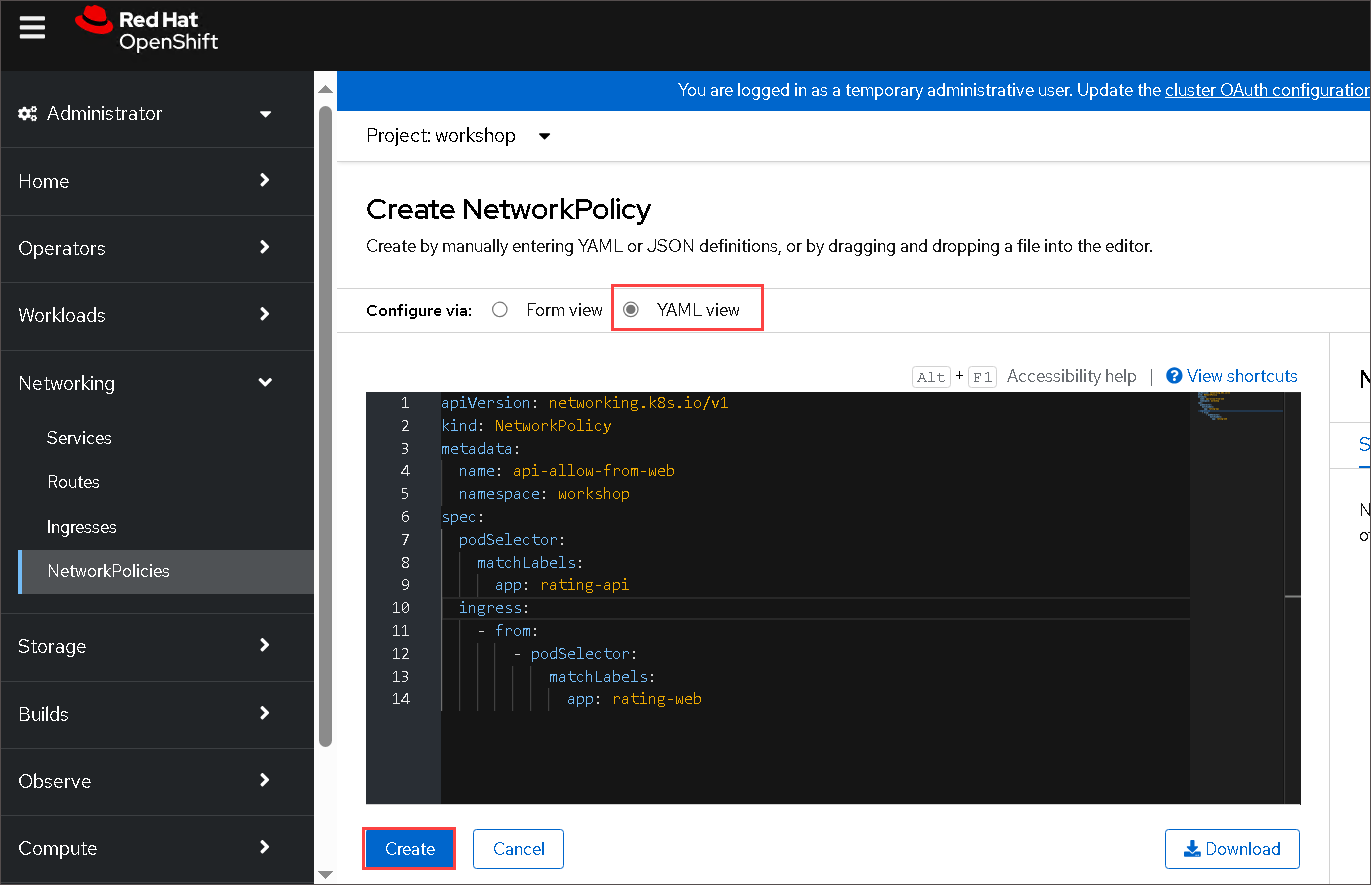 Red Hat
OpenShift
You are logged in as a temporary administrative user. Update the cluster OAuth configuration
Administrator
Home
Operators
Workloads
Networking
Services
Routes
Ingresses
NetworkPolicies
Storage
Builds
Observe
Compute
Project: workshop
Create NetworkPolicy
Create by manually entering YAML or JSON definitions, or by dragging and dropping a file into the editor.
Configure via: Form view YAML view
Alt + F1 Accessibility help | View shortcuts
1 apiVersion: networking.k8s.io/v1
2 kind: NetworkPolicy
3 metadata:
4 name: api-allow-from-web
5 namespace: workshop
6 spec:
7 podSelector:
8 matchLabels:
9 app: rating-api
10 ingress:
11 - from:
12 - podSelector:
13 matchLabels:
14 app: rating-web
Create Cancel Download